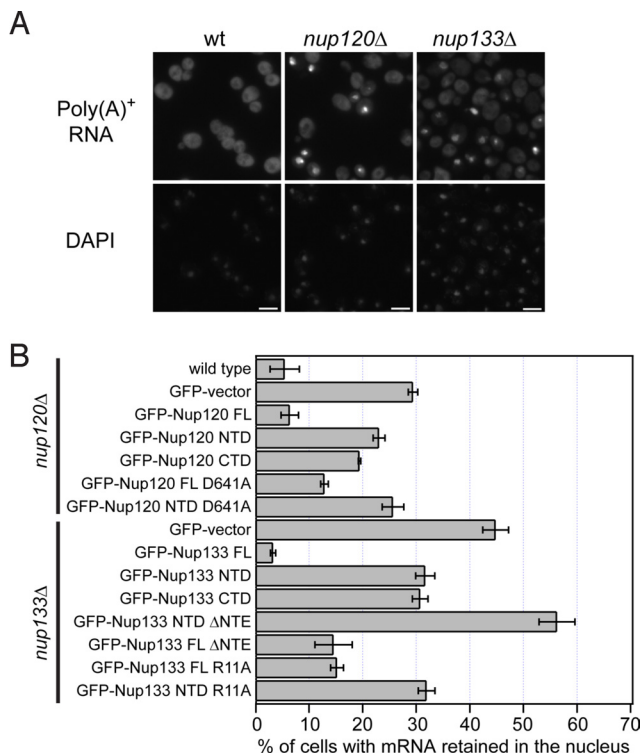 A
wt nup120Δ nup133Δ
Poly(A)+
RNA
DAPI
B
nup120Δ
wild type
GFP-vector
GFP-Nup120 FL
GFP-Nup120 NTD
GFP-Nup120 CTD
GFP-Nup120 FL D641A
GFP-Nup120 NTD D641A
nup133Δ
GFP-vector
GFP-Nup133 FL
GFP-Nup133 NTD
GFP-Nup133 CTD
GFP-Nup133 NTD ΔNTE
GFP-Nup133 FL ΔNTE
GFP-Nup133 FL R11A
GFP-Nup133 NTD R11A
0 10 20 30 40 50 60 70
% of cells with mRNA retained in the nucleus